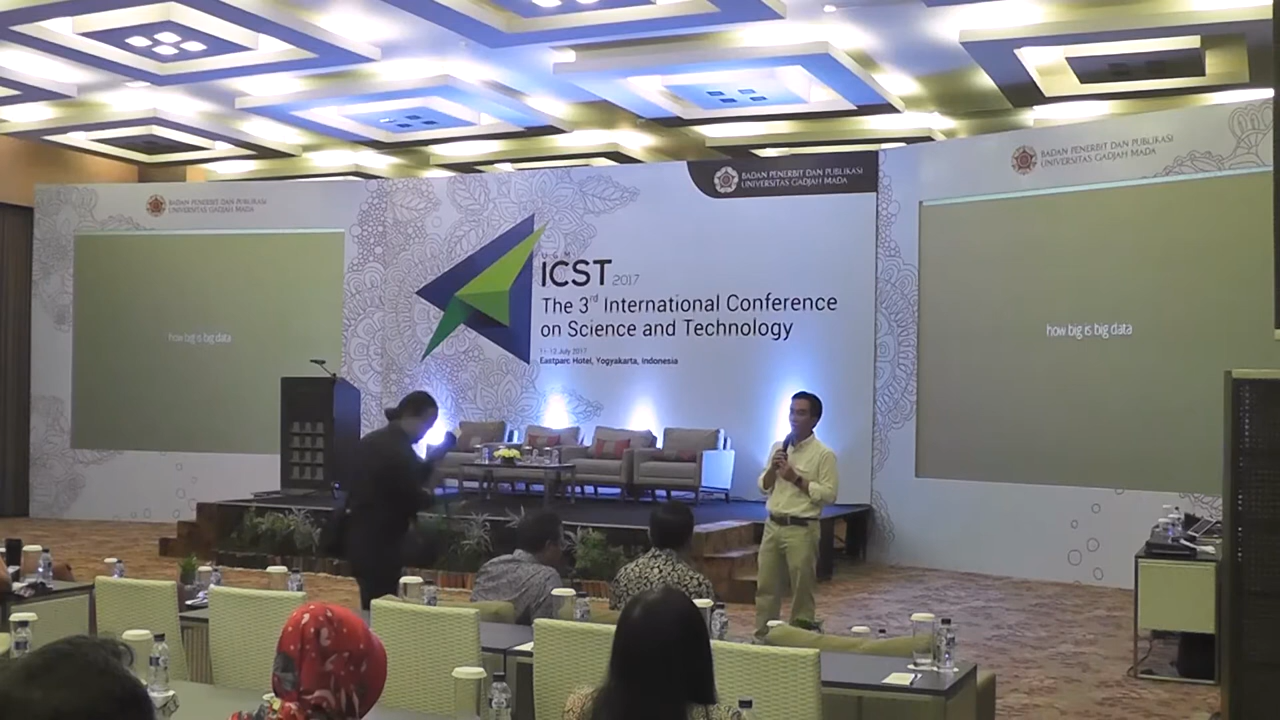 BADAN PENERBIT DAN PUBLIKASI
UNIVERSITAS GADJAH MADA
how big is big data
BADAN PENERBIT DAN PUBLIKASI
UNIVERSITAS GADJAH MADA
UGM
ICST 2017
The 3rd International Conference
on Science and Technology
11-12 July 2017
Eastparc Hotel, Yogyakarta, Indonesia
BADAN PENERBIT DAN PUBLIKASI
UNIVERSITAS GADJAH MADA
how big is big data